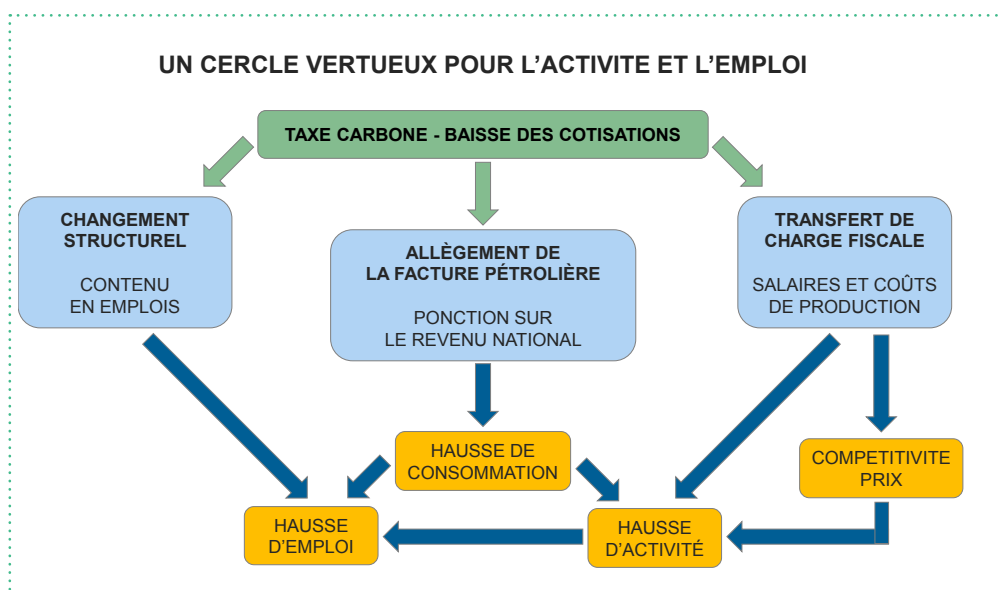 UN CERCLE VERTUEUX POUR L'ACTIVITE ET L'EMPLOI
TAXE CARBONE - BAISSE DES COTISATIONS
CHANGEMENT
STRUCTUREL
CONTENU
EN EMPLOIS
ALLÈGEMENT DE
LA FACTURE PÉTROLIÈRE
PONCTION SUR
LE REVENU NATIONAL
TRANSFERT DE
CHARGE FISCALE
SALAIRES ET COÛTS
DE PRODUCTION
HAUSSE DE
CONSOMMATION
COMPETITIVITE
PRIX
HAUSSE
D'EMPLOI
HAUSSE
D'ACTIVITÉ